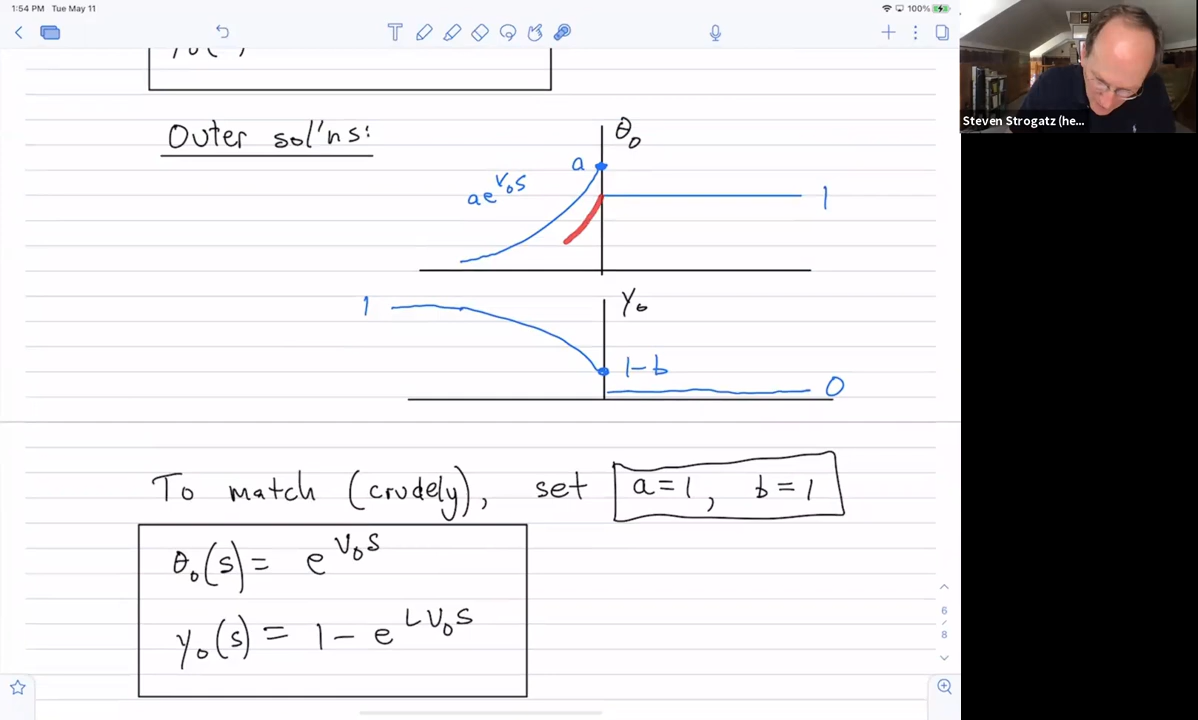 1:54 PM Tue May 11
100%
Steven Strogatz (he...
Outer sol'ns:
θ₀
a
ae^{V₀s}
1
1
Y₀
1-b
0
To match (crudely), set a=1, b=1
θ₀(s) = e^{V₀s}
y₀(s) = 1 - e^{LV₀s}
6
/
8